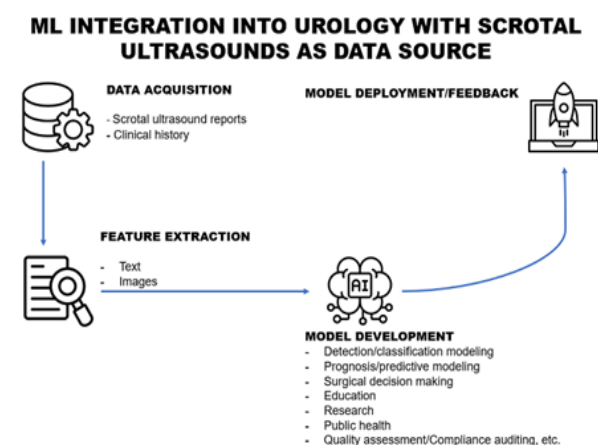 ML INTEGRATION INTO UROLOGY WITH SCROTAL
ULTRASOUNDS AS DATA SOURCE
DATA ACQUISITION
- Scrotal ultrasound reports
- Clinical history
MODEL DEPLOYMENT/FEEDBACK
FEATURE EXTRACTION
- Text
- Images
AI
MODEL DEVELOPMENT
- Detection/classification modeling
- Prognosis/predictive modeling
- Surgical decision making
- Education
- Research
- Public health
- Quality assessment/Compliance auditing, etc.